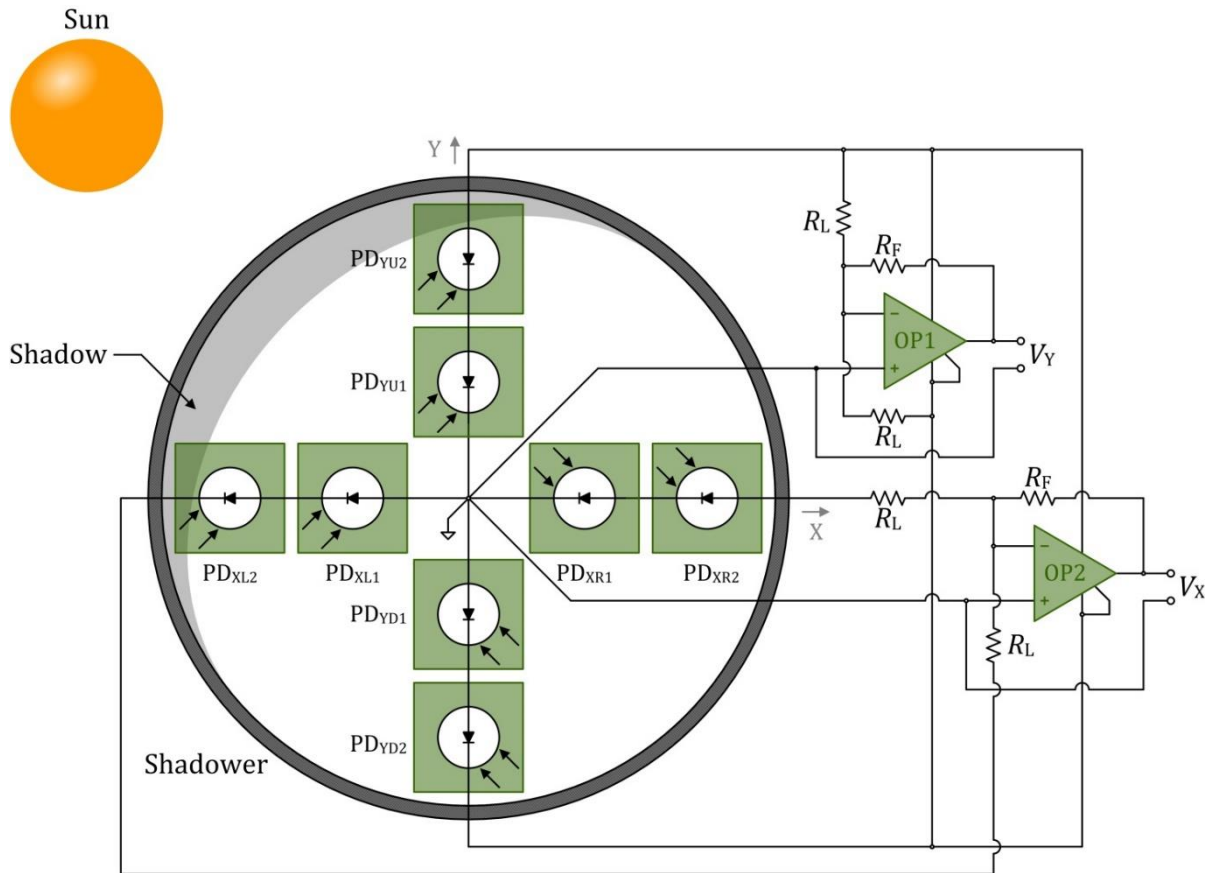 Sun
Y
R_L
R_F
PD_YU2
−
OP1
V_Y
Shadow
PD_YU1
+
R_L
R_F
R_L
X
−
PD_XL2
PD_XL1
PD_XR1
PD_XR2
OP2
V_X
+
PD_YD1
R_L
PD_YD2
Shadower